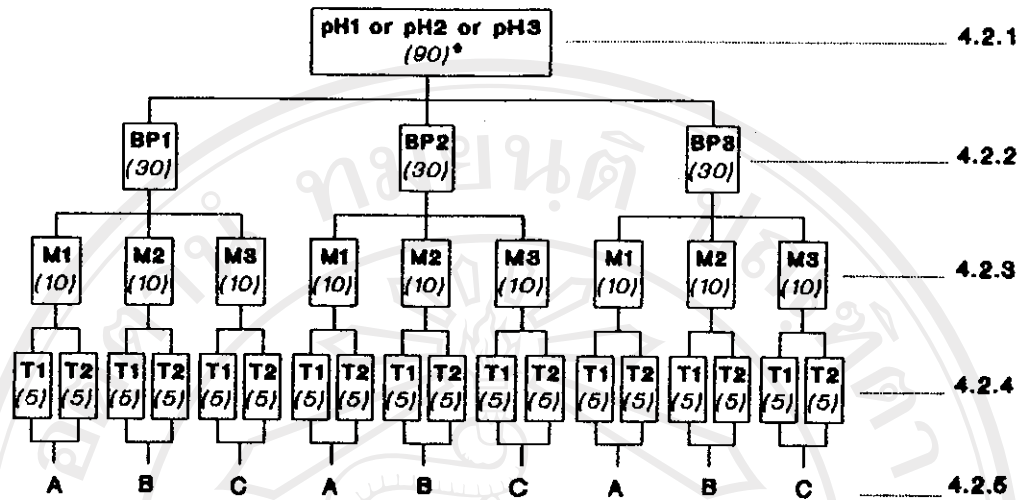 pH1 or pH2 or pH3
(90)* 4.2.1
BP1 BP2 BP3 4.2.2
(30) (30) (30)
M1 M2 M3 M1 M2 M3 M1 M2 M3 4.2.3
(10) (10) (10) (10) (10) (10) (10) (10) (10)
T1 T2 T1 T2 T1 T2 T1 T2 T1 T2 T1 T2 T1 T2 T1 T2 T1 T2 4.2.4
(5) (5) (5) (5) (5) (5) (5) (5) (5) (5) (5) (5) (5) (5) (5) (5) (5) (5)
A B C A B C A B C 4.2.5